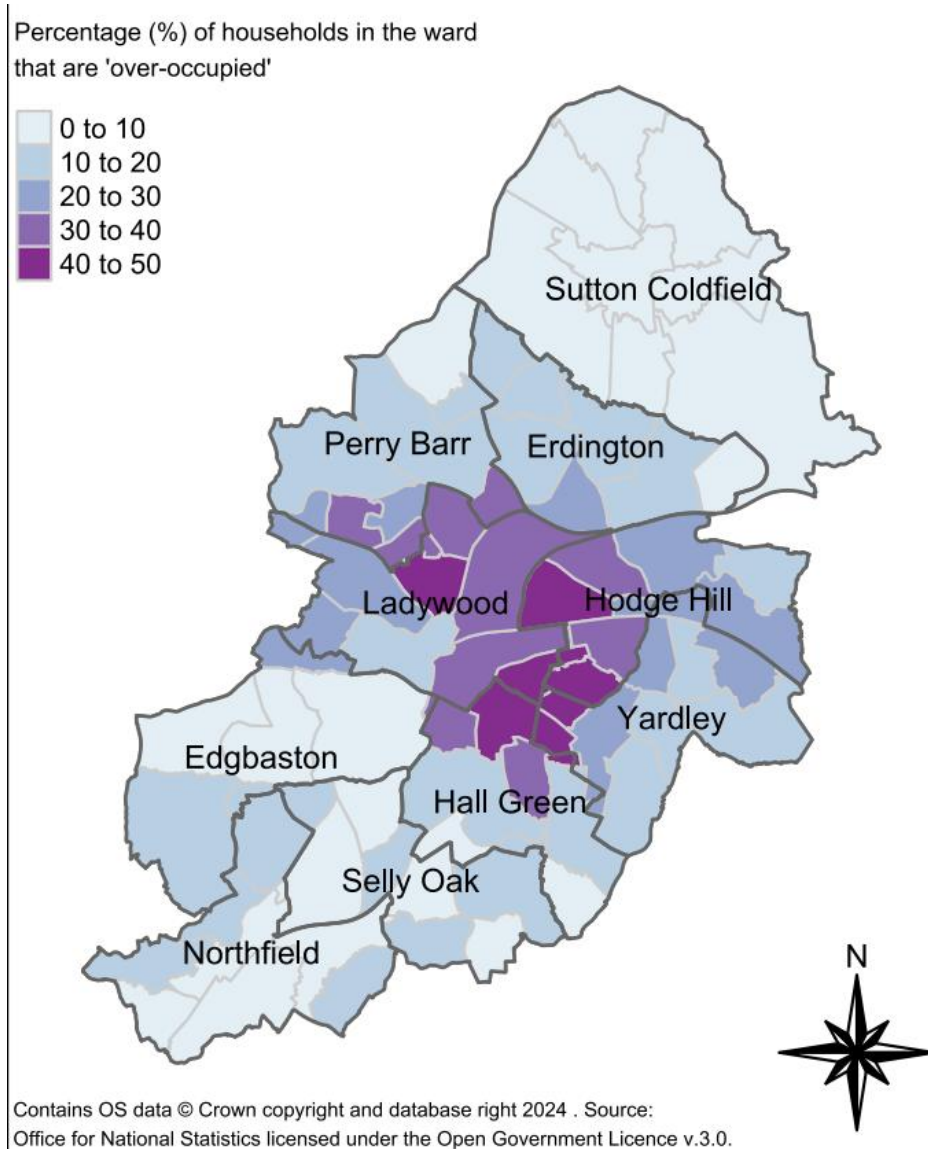 Percentage (%) of households in the ward
that are 'over-occupied'
0 to 10
10 to 20
20 to 30
30 to 40
40 to 50
Sutton Coldfield
Perry Barr
Erdington
Ladywood
Hodge Hill
Yardley
Edgbaston
Hall Green
Selly Oak
Northfield
N
Contains OS data © Crown copyright and database right 2024 . Source:
Office for National Statistics licensed under the Open Government Licence v.3.0.